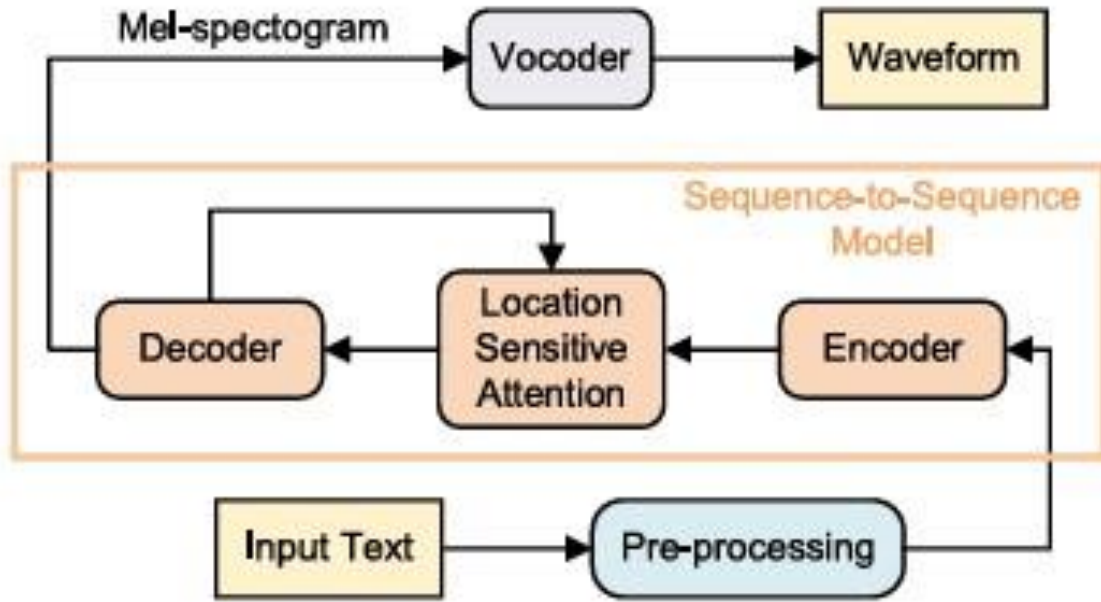 Mel-spectogram
Vocoder
Waveform
Sequence-to-Sequence
Model
Decoder
Location
Sensitive
Attention
Encoder
Input Text
Pre-processing